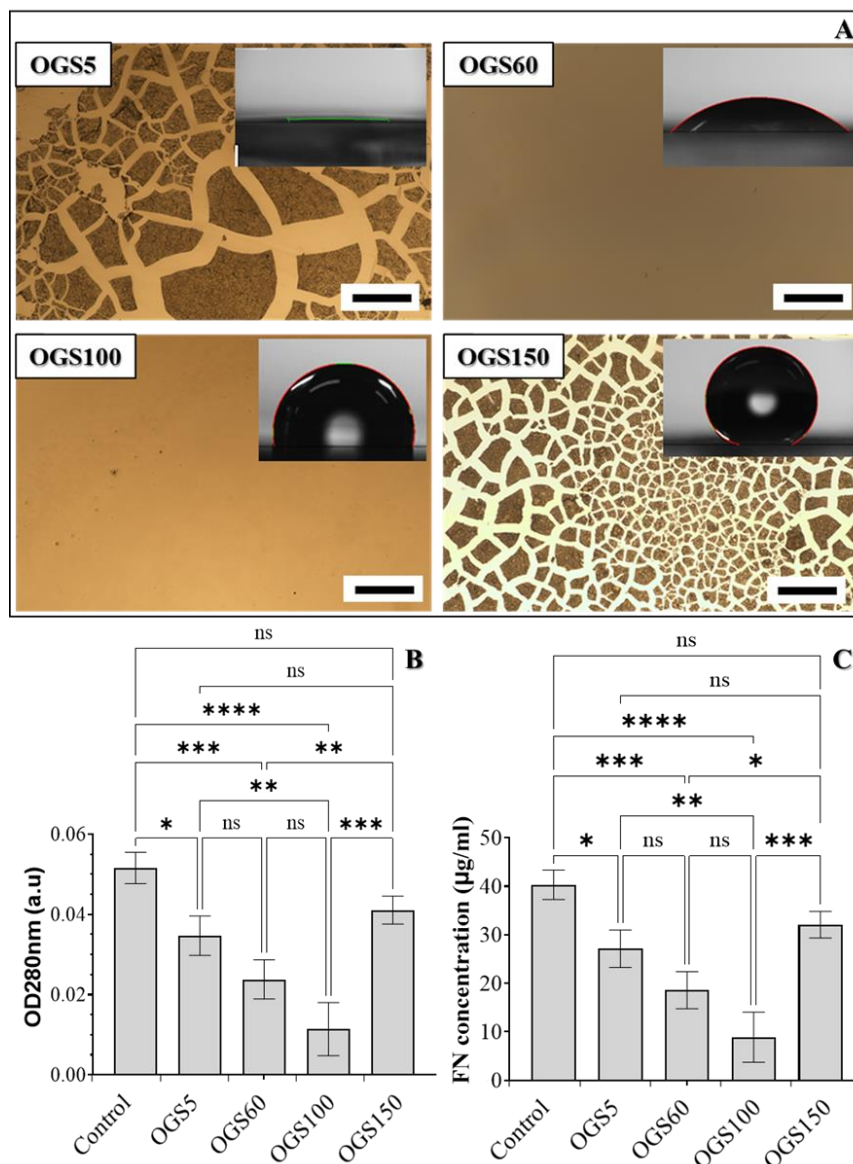 A
OGS5
OGS60
OGS100
OGS150
B
ns
ns
****
*** **
**
* ns ns ***
0.06
0.04
0.02
0.00
OD280nm (a.u)
Control OGS5 OGS60 OGS100 OGS150
C
ns
ns
****
*** *
**
* ns ns ***
50
40
30
20
10
0
FN concentration (µg/ml)
Control OGS5 OGS60 OGS100 OGS150